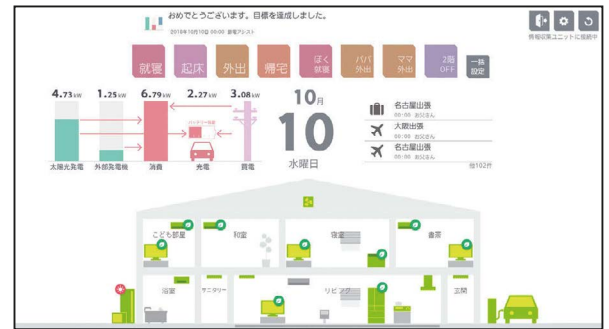 おめでとうございます。目標を達成しました。
2018年10月10日 00:00 節電アシスト
情報収集ユニットに接続中
就寝
起床
外出
帰宅
ぼく
就寝
パパ
外出
ママ
外出
2階
OFF
一括
設定
4.73kW
1.25kW
6.79kW
2.27kW
3.08kW
太陽光発電
外部発電機
消費
充電
買電
10月
10
水曜日
名古屋出張
00:00 お父さん
大阪出張
00:00 お父さん
名古屋出張
00:00 お父さん
他102件
こども部屋
和室
寝室
書斎
浴室
サニタリー
リビング
玄関